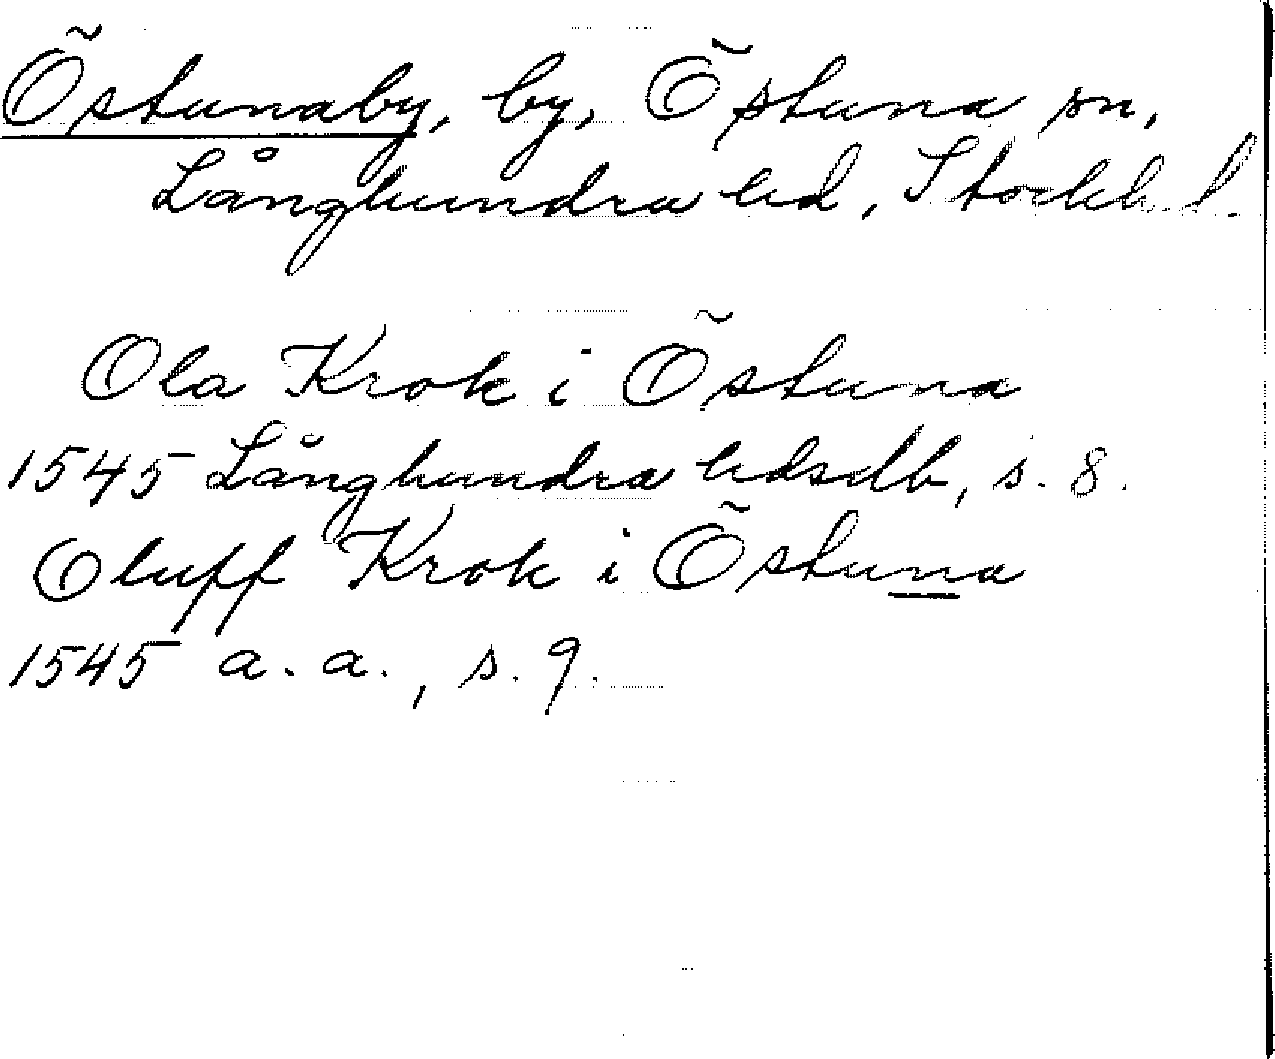 Östunaby, by, Östuna sn,
Långhundra hd, Stockh. l.
Ola Krok i Östuna
1545 Långhundra hdsdb, s. 8.
Oluff Krok i Östuna
1545 a. a., s. 9.